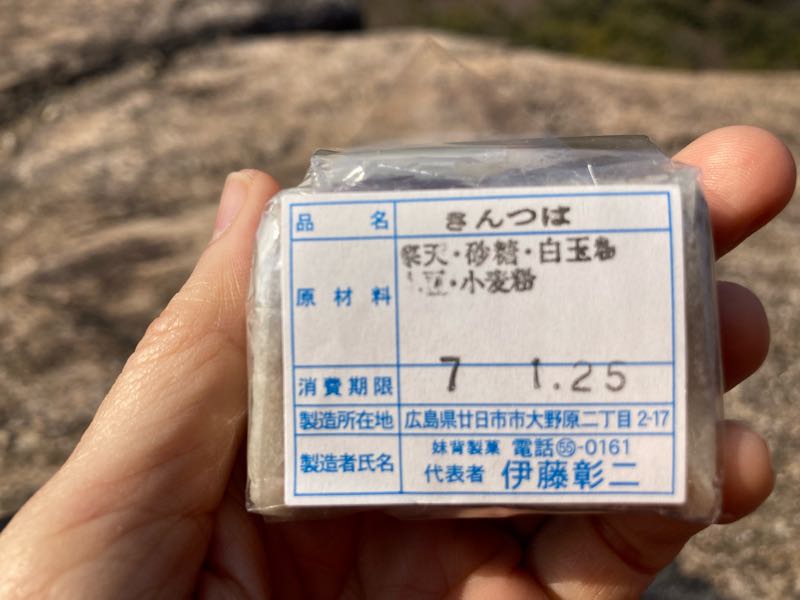 品名 きんつば
原材料 寒天・砂糖・白玉粉
小豆・小麦粉
消費期限 7 1.25
製造所在地 広島県廿日市市大野原二丁目2-17
製造者氏名 妹背製菓 電話㊺-0161
代表者 伊藤彰二